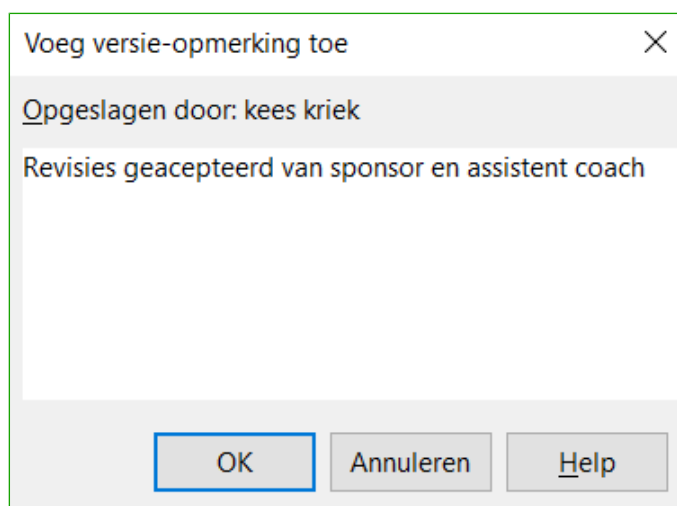 Voeg versie-opmerking toe
Opgeslagen door: kees kriek
Revisies geacepteerd van sponsor en assistent coach
OK
Annuleren
Help